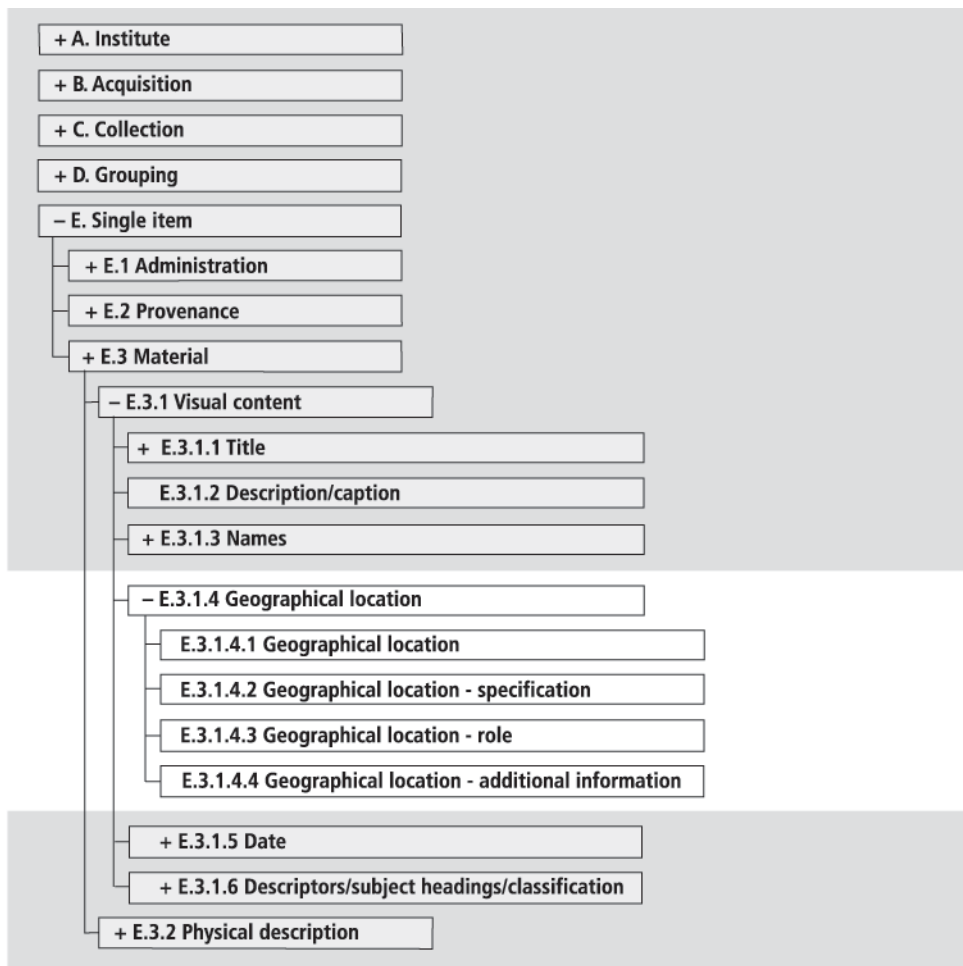 + A. Institute
+ B. Acquisition
+ C. Collection
+ D. Grouping
– E. Single item
+ E.1 Administration
+ E.2 Provenance
+ E.3 Material
– E.3.1 Visual content
+ E.3.1.1 Title
E.3.1.2 Description/caption
+ E.3.1.3 Names
– E.3.1.4 Geographical location
E.3.1.4.1 Geographical location
E.3.1.4.2 Geographical location - specification
E.3.1.4.3 Geographical location - role
E.3.1.4.4 Geographical location - additional information
+ E.3.1.5 Date
+ E.3.1.6 Descriptors/subject headings/classification
+ E.3.2 Physical description